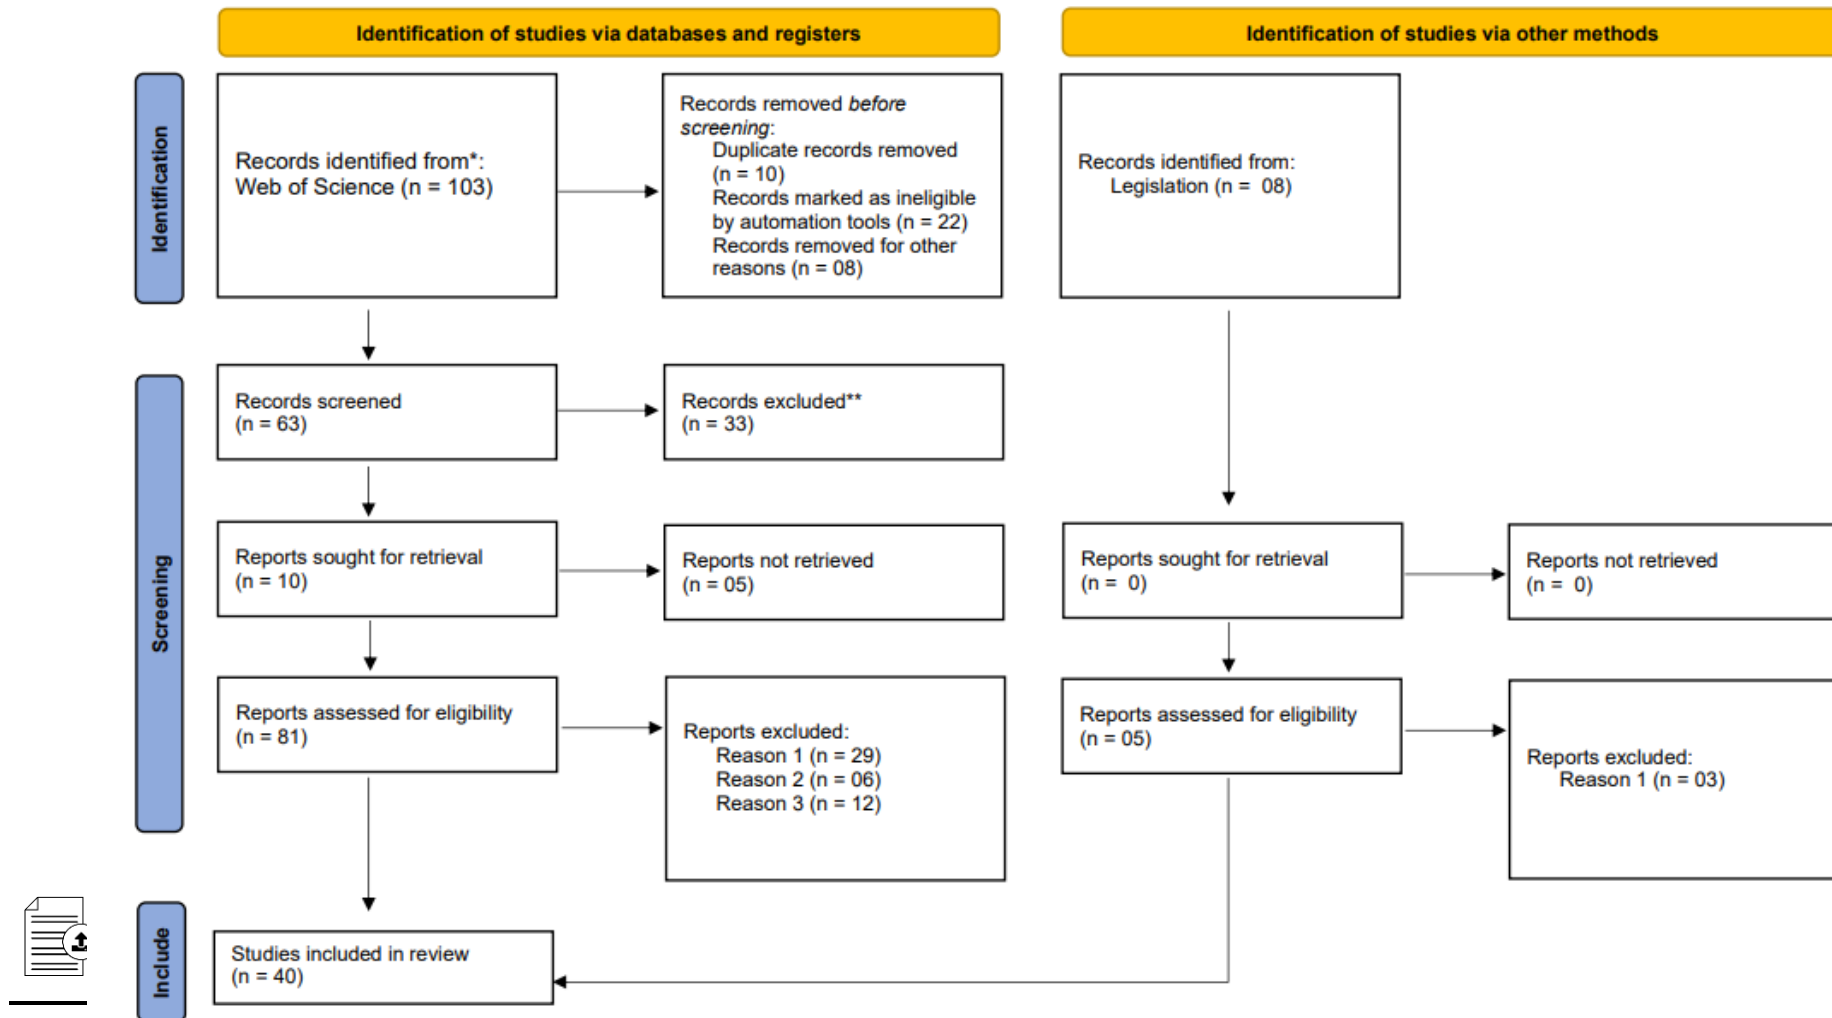 Identification of studies via databases and registers
Identification of studies via other methods
Identification
Records identified from*:
Web of Science (n = 103)
Records removed before
screening:
Duplicate records removed
(n = 10)
Records marked as ineligible
by automation tools (n = 22)
Records removed for other
reasons (n = 08)
Records identified from:
Legislation (n =  08)
Screening
Records screened
(n = 63)
Records excluded**
(n = 33)
Reports sought for retrieval
(n = 10)
Reports not retrieved
(n = 05)
Reports sought for retrieval
(n =  0)
Reports not retrieved
(n =  0)
Reports assessed for eligibility
(n = 81)
Reports excluded:
Reason 1 (n = 29)
Reason 2 (n = 06)
Reason 3 (n = 12)
Reports assessed for eligibility
(n = 05)
Reports excluded:
Reason 1 (n = 03)
Include
Studies included in review
(n = 40)